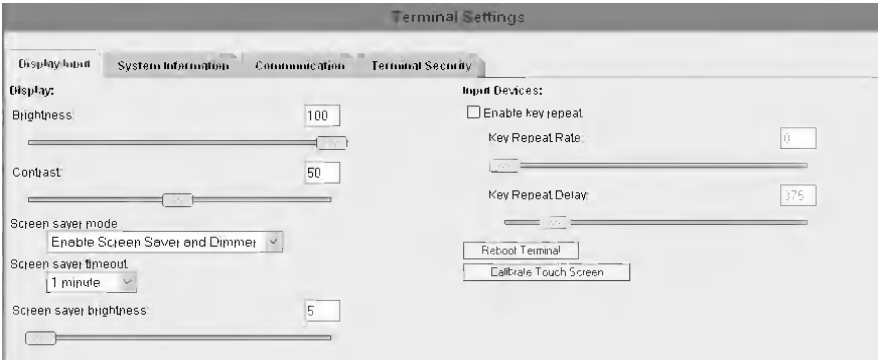 Terminal Settings
Display/Input System Information Communication Terminal Security
Display:
Brightness: 100
Contrast: 50
Screen saver mode
Enable Screen Saver and Dimmer
Screen saver timeout
1 minute
Screen saver brightness: 5
Input Devices:
Enable key repeat
Key Repeat Rate: 0
Key Repeat Delay: 375
Reboot Terminal
Calibrate Touch Screen